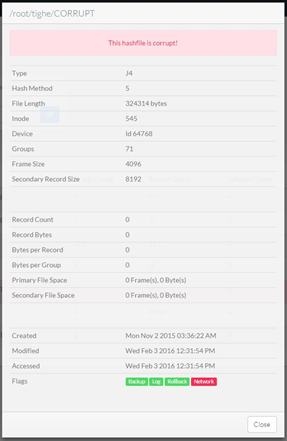 /root/tighe/CORRUPT
This hashfile is corrupt!
Type J4
Hash Method 5
File Length 324314 bytes
Inode 545
Device Id 64768
Groups 71
Frame Size 4096
Secondary Record Size 8192
Record Count 0
Record Bytes 0
Bytes per Record 0
Bytes per Group 0
Primary File Space 0 Frame(s), 0 Byte(s)
Secondary File Space 0 Frame(s), 0 Byte(s)
Created Mon Nov 2 2015 03:36:22 AM
Modified Wed Feb 3 2016 12:31:54 PM
Accessed Wed Feb 3 2016 12:31:54 PM
Flags Backup Log Rollback Network
Close